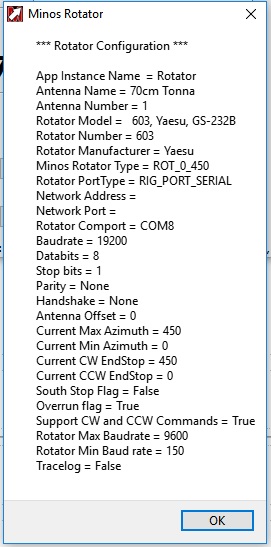 Minos Rotator
*** Rotator Configuration ***
App Instance Name = Rotator
Antenna Name = 70cm Tonna
Antenna Number = 1
Rotator Model = 603, Yaesu, GS-232B
Rotator Number = 603
Rotator Manufacturer = Yaesu
Minos Rotator Type = ROT_0_450
Rotator PortType = RIG_PORT_SERIAL
Network Address =
Network Port =
Rotator Comport = COM8
Baudrate = 19200
Databits = 8
Stop bits = 1
Parity = None
Handshake = None
Antenna Offset = 0
Current Max Azimuth = 450
Current Min Azimuth = 0
Current CW EndStop = 450
Current CCW EndStop = 0
South Stop Flag = False
Overrun flag = True
Support CW and CCW Commands = True
Rotator Max Baudrate = 9600
Rotator Min Baud rate = 150
Tracelog = False
OK